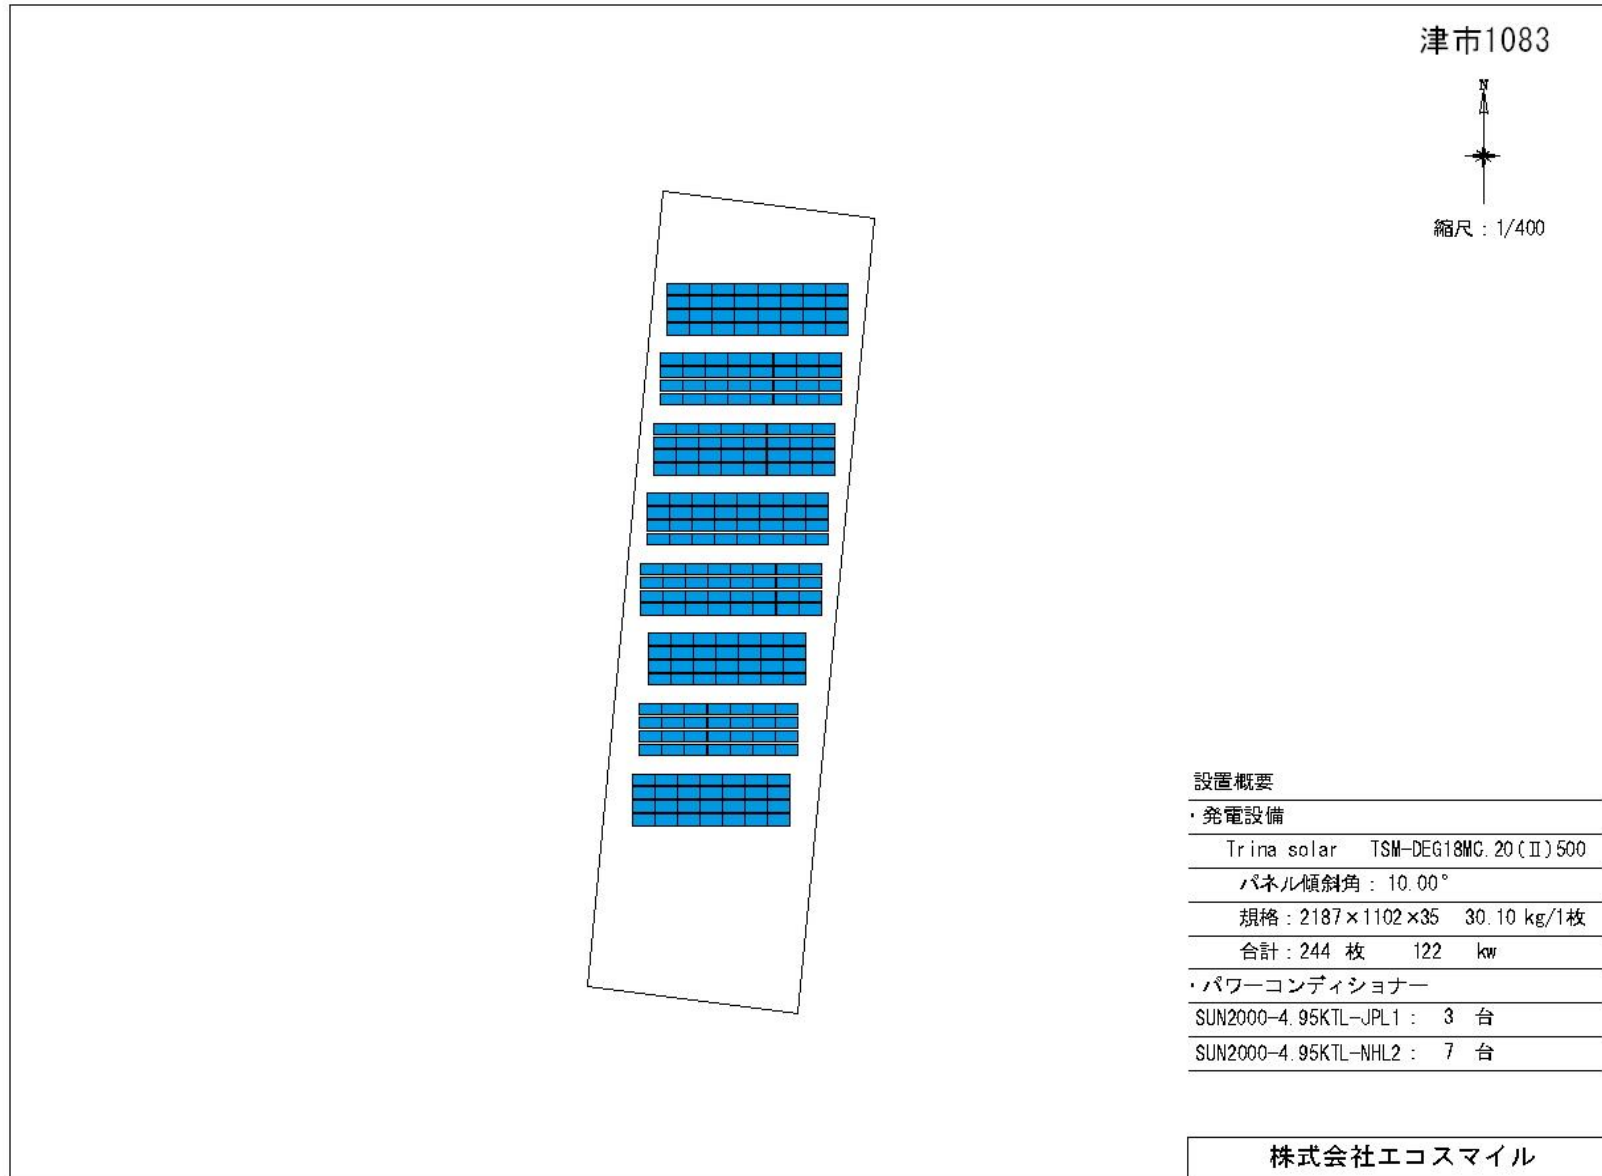 津市1083
N
縮尺：1/400
設置概要
・発電設備
Trina solar TSM-DEG18MC.20(Ⅱ)500
パネル傾斜角：10.00°
規格：2187×1102×35 30.10 kg/1枚
合計：244 枚 122 kw
・パワーコンディショナー
SUN2000-4.95KTL-JPL1： 3 台
SUN2000-4.95KTL-NHL2： 7 台
株式会社エコスマイル